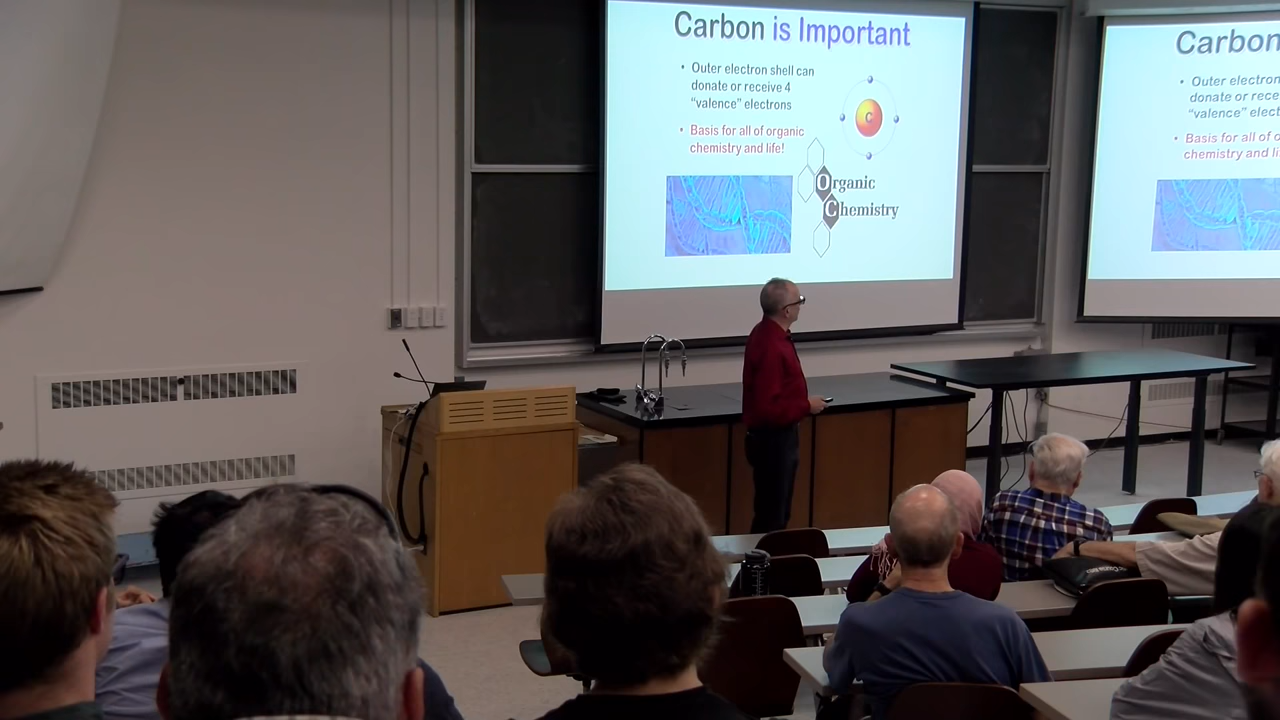 Carbon is Important
• Outer electron shell can
donate or receive 4
"valence" electrons
• Basis for all of organic
chemistry and life!
C
Organic
Chemistry
Carbon
• Outer electron
donate or rece
"valence" elect
• Basis for all of o
chemistry and li